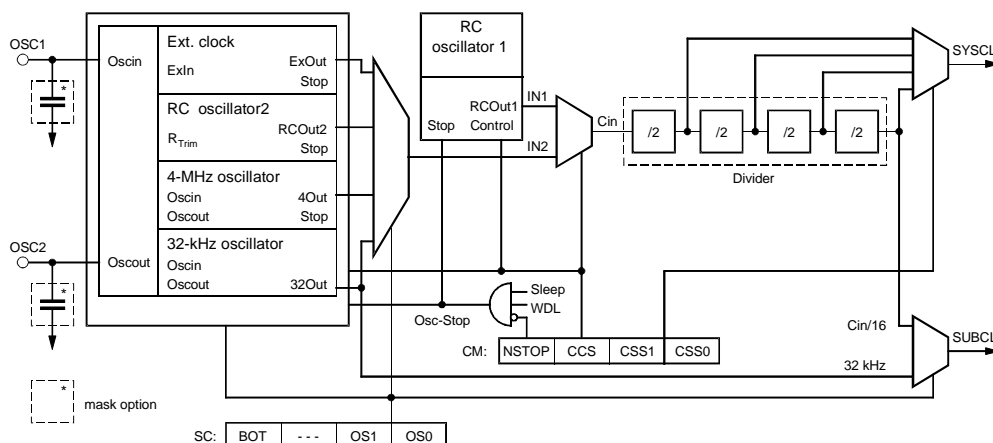 OSC1
*
OSC2
*
*
mask option
Oscin
Oscout
Ext. clock
ExIn
ExOut
Stop
RC oscillator2
RTrim
RCOut2
Stop
4-MHz oscillator
Oscin
4Out
Oscout
Stop
32-kHz oscillator
Oscin
Oscout
32Out
RC
oscillator 1
RCOut1
Stop
Control
IN1
IN2
Cin
/2
/2
/2
/2
Divider
SYSCL
Sleep
WDL
Osc-Stop
CM:
NSTOP
CCS
CSS1
CSS0
Cin/16
32 kHz
SUBCL
SC:
BOT
- - -
OS1
OS0